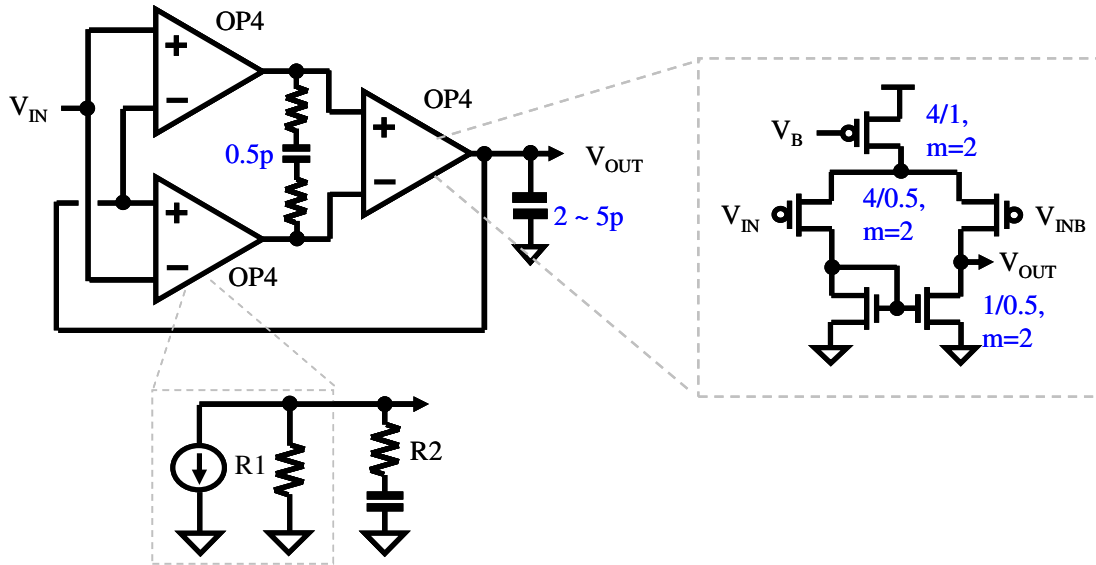 OP4
+
−
V_IN
OP4
+
−
0.5p
V_OUT
2 ~ 5p
+
−
OP4
R1
R2
V_B
4/1,
m=2
V_IN
4/0.5,
m=2
V_INB
V_OUT
1/0.5,
m=2